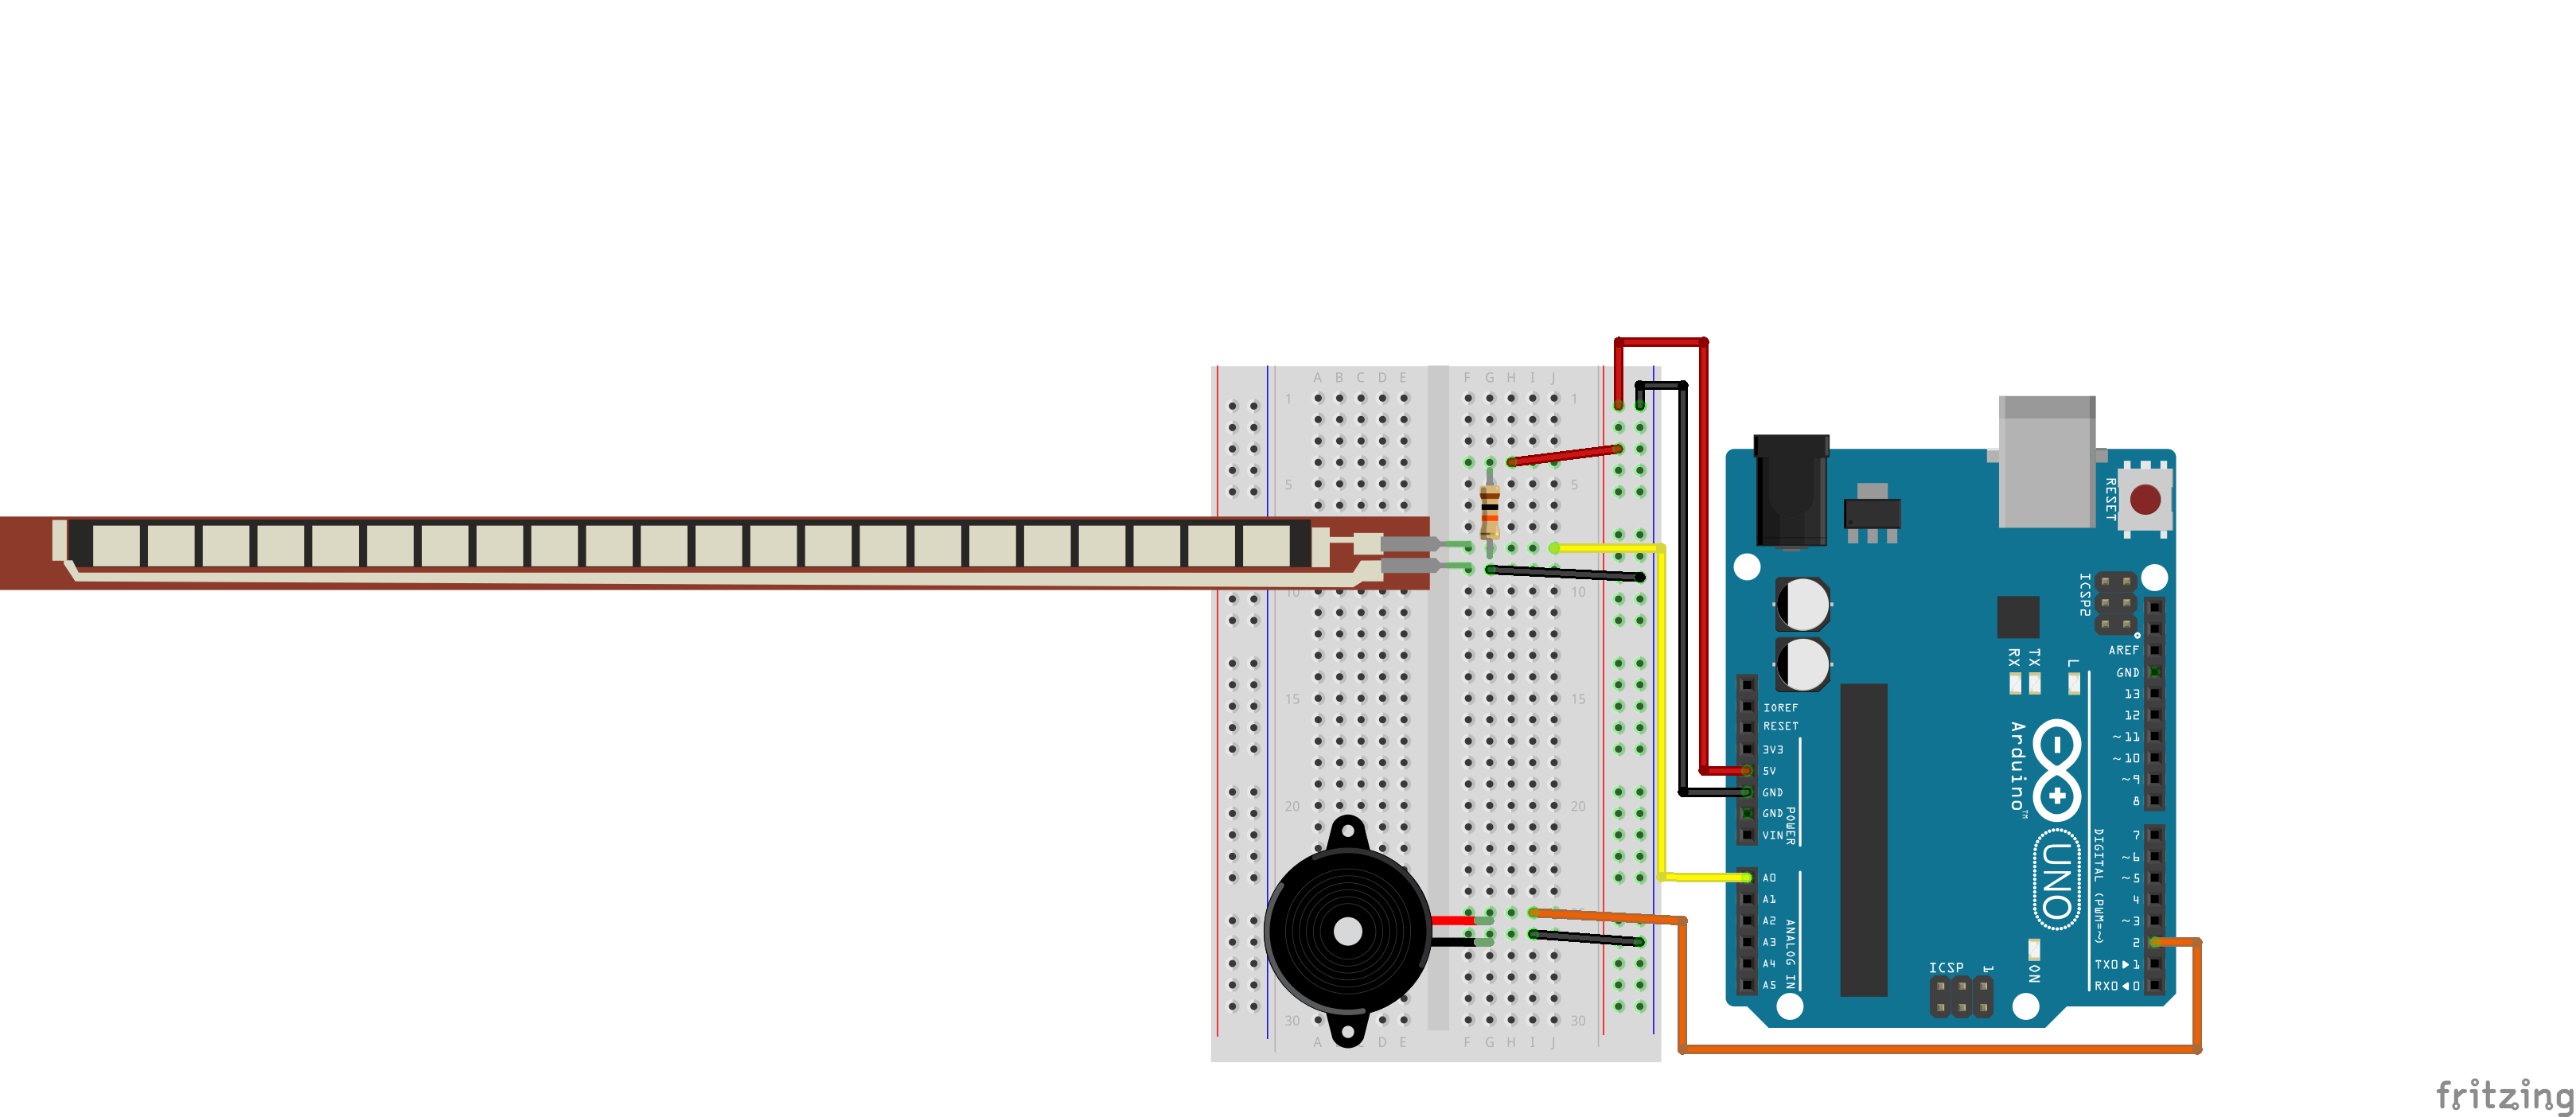 A B C D E F G H I J
1 1
5 5
10 10
15 15
20 20
30 30
A D E F G H I J
RESET
ICSP2
AREF
GND
RX TX L
13
12
~11
~10
~9
8
IOREF
RESET
3V3
5V
GND
GND
VIN
POWER
Arduino™
UNO
DIGITAL (PWM=~)
7
~6
~5
4
~3
2
TX0▶1
RX0◀0
A0
A1
A2
A3
A4
A5
ANALOG IN
ICSP 1
ON
fritzing